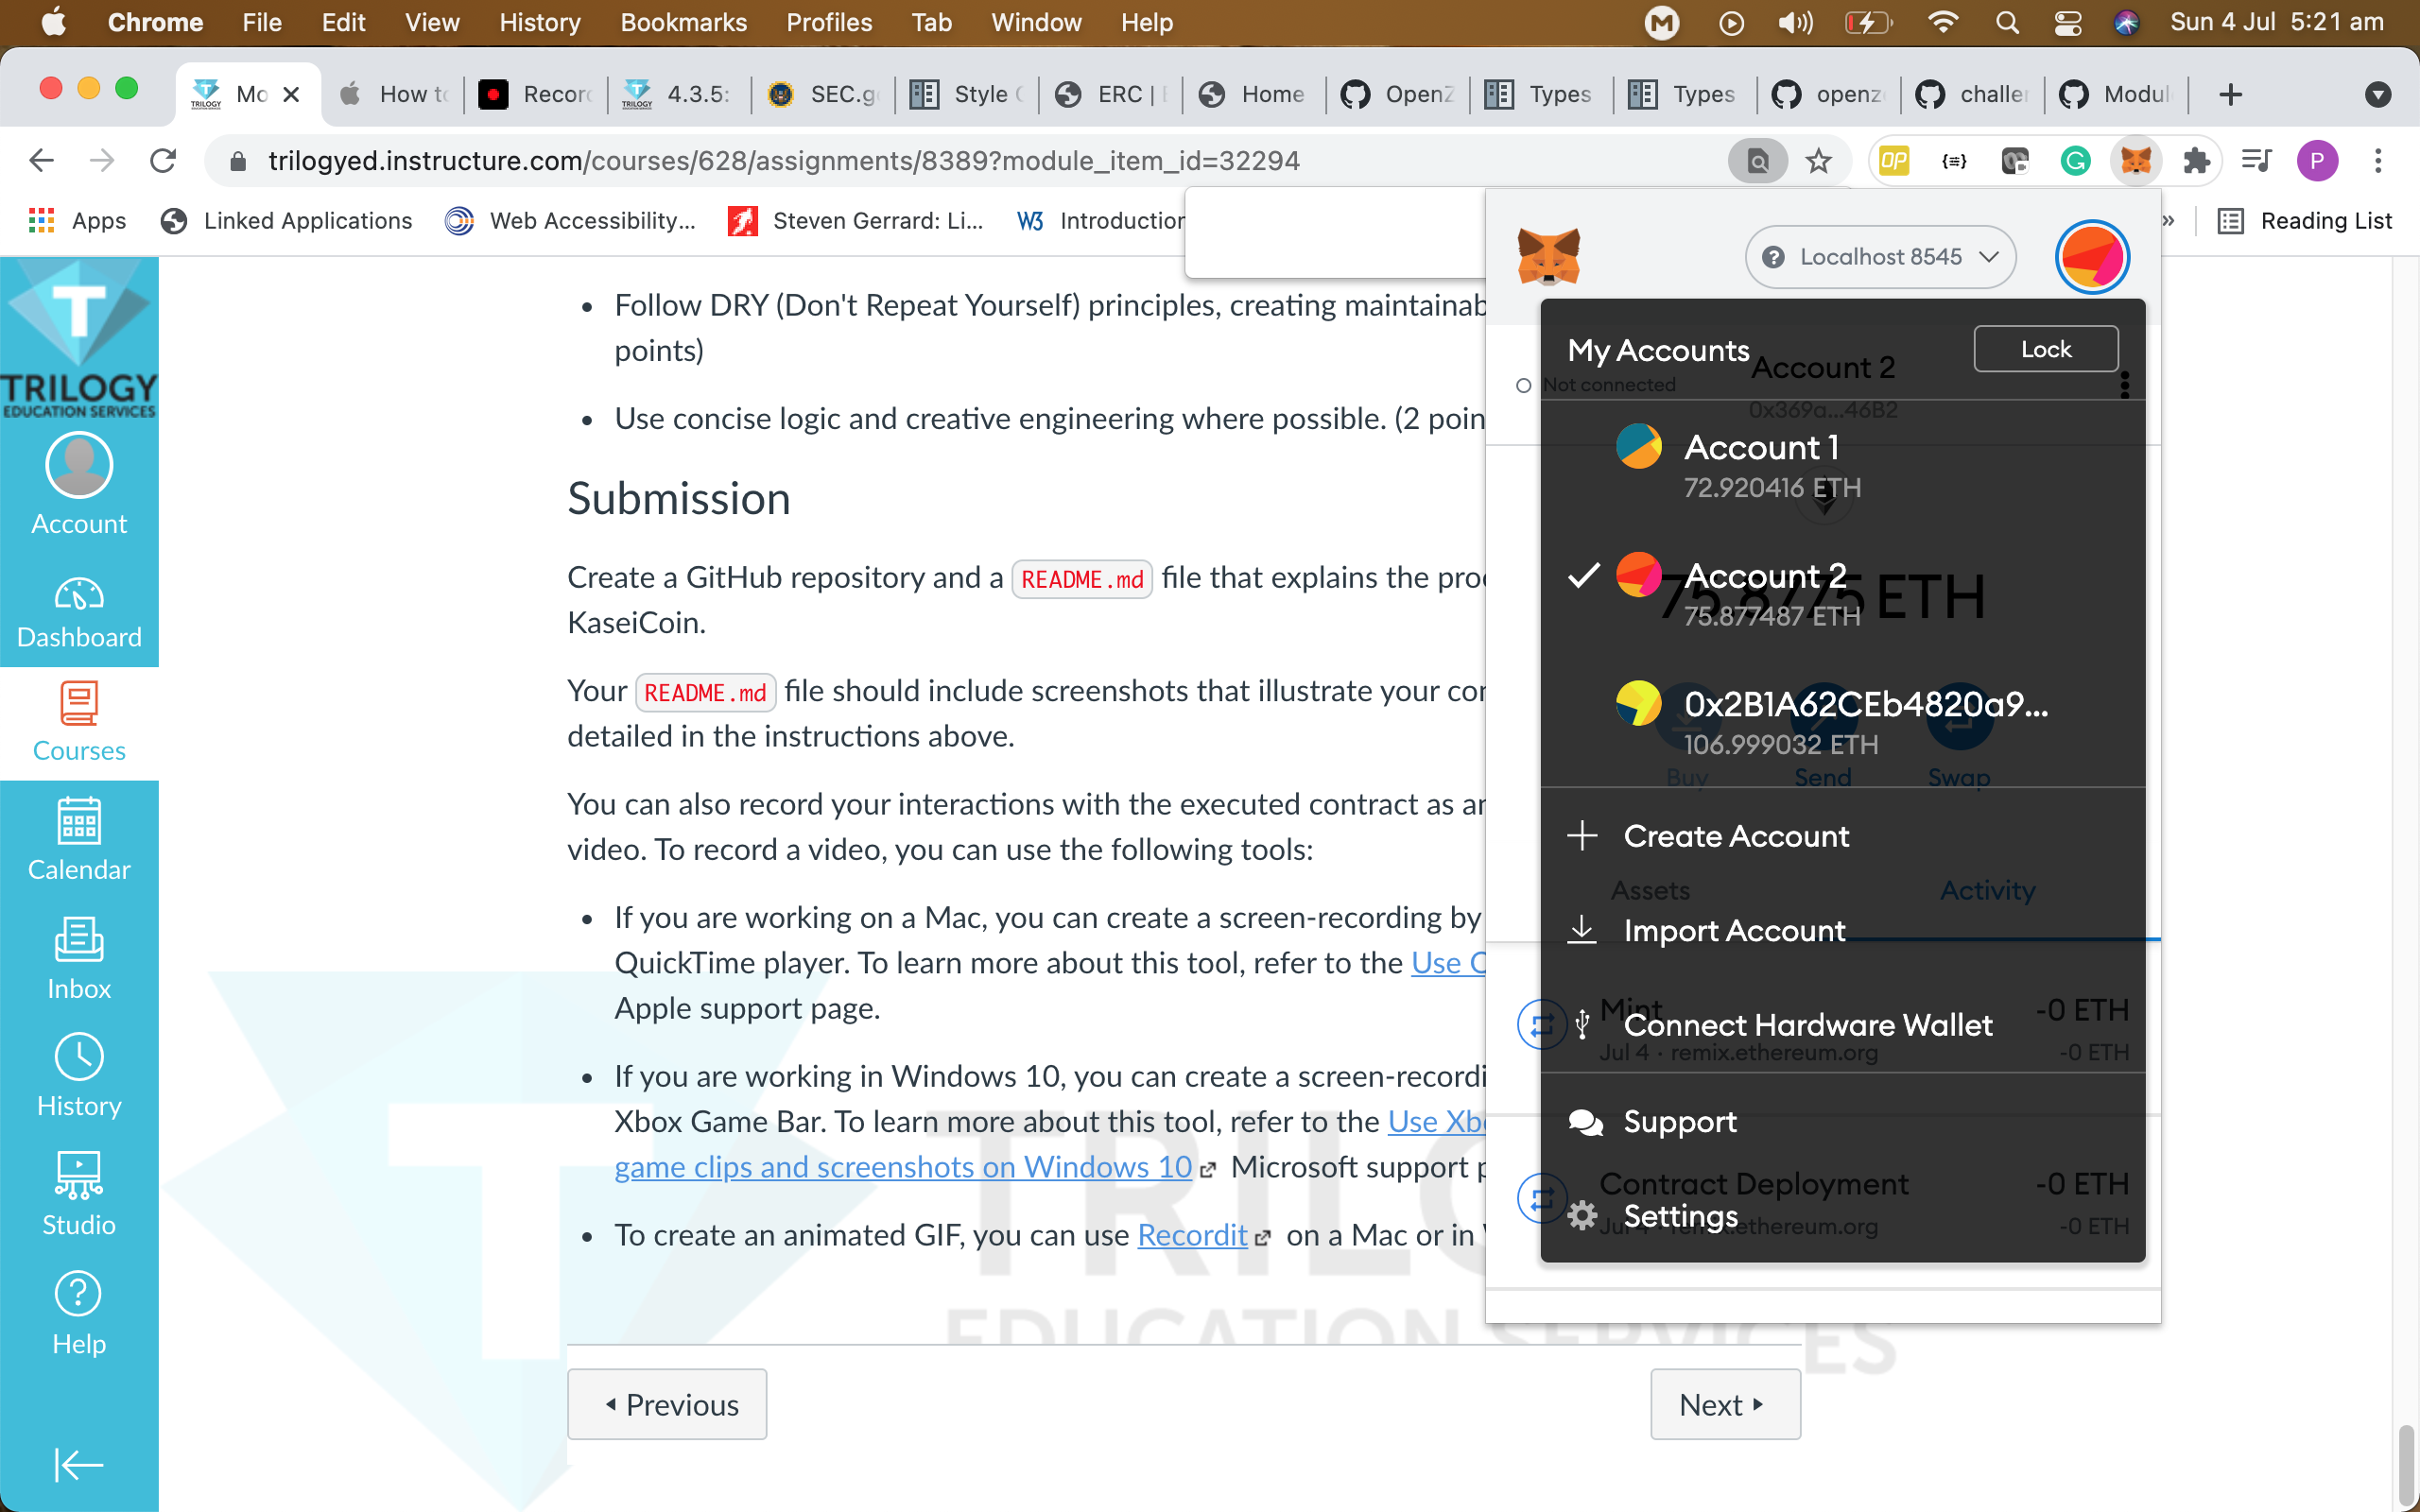 Chrome File Edit View History Bookmarks Profiles Tab Window Help Sun 4 Jul 5:21 am
Mo How to Recor 4.3.5: SEC.g Style ERC | Home OpenZ Types Types openz challe Modul
trilogyed.instructure.com/courses/628/assignments/8389?module_item_id=32294
Apps Linked Applications Web Accessibility... Steven Gerrard: Li... W3 Introduction » Reading List
TRILOGY
EDUCATION SERVICES
Account
Dashboard
Courses
Calendar
Inbox
History
Studio
Help
• Follow DRY (Don't Repeat Yourself) principles, creating maintainab
points)
• Use concise logic and creative engineering where possible. (2 poin
Submission
Create a GitHub repository and a README.md file that explains the pro
KaseiCoin.
Your README.md file should include screenshots that illustrate your co
detailed in the instructions above.
You can also record your interactions with the executed contract as a
video. To record a video, you can use the following tools:
• If you are working on a Mac, you can create a screen-recording by
QuickTime player. To learn more about this tool, refer to the Use
Apple support page.
• If you are working in Windows 10, you can create a screen-recordi
Xbox Game Bar. To learn more about this tool, refer to the Use Xb
game clips and screenshots on Windows 10 Microsoft support p
• To create an animated GIF, you can use Recordit on a Mac or in
Previous
Next
TRIL
EDUCATION SERVICES
Localhost 8545
My Accounts
Lock
Not connected
Account 2
0x369a...46B2
Account 1
72.920416 ETH
Account 2
75.877487 ETH
75.8775 ETH
0x2B1A62CEb4820a9...
106.999032 ETH
Buy Send Swap
Create Account
Assets Activity
Import Account
Mint -0 ETH
Connect Hardware Wallet
Jul 4 · remix.ethereum.org -0 ETH
Support
Contract Deployment -0 ETH
Settings
Jul 4 · remix.ethereum.org -0 ETH